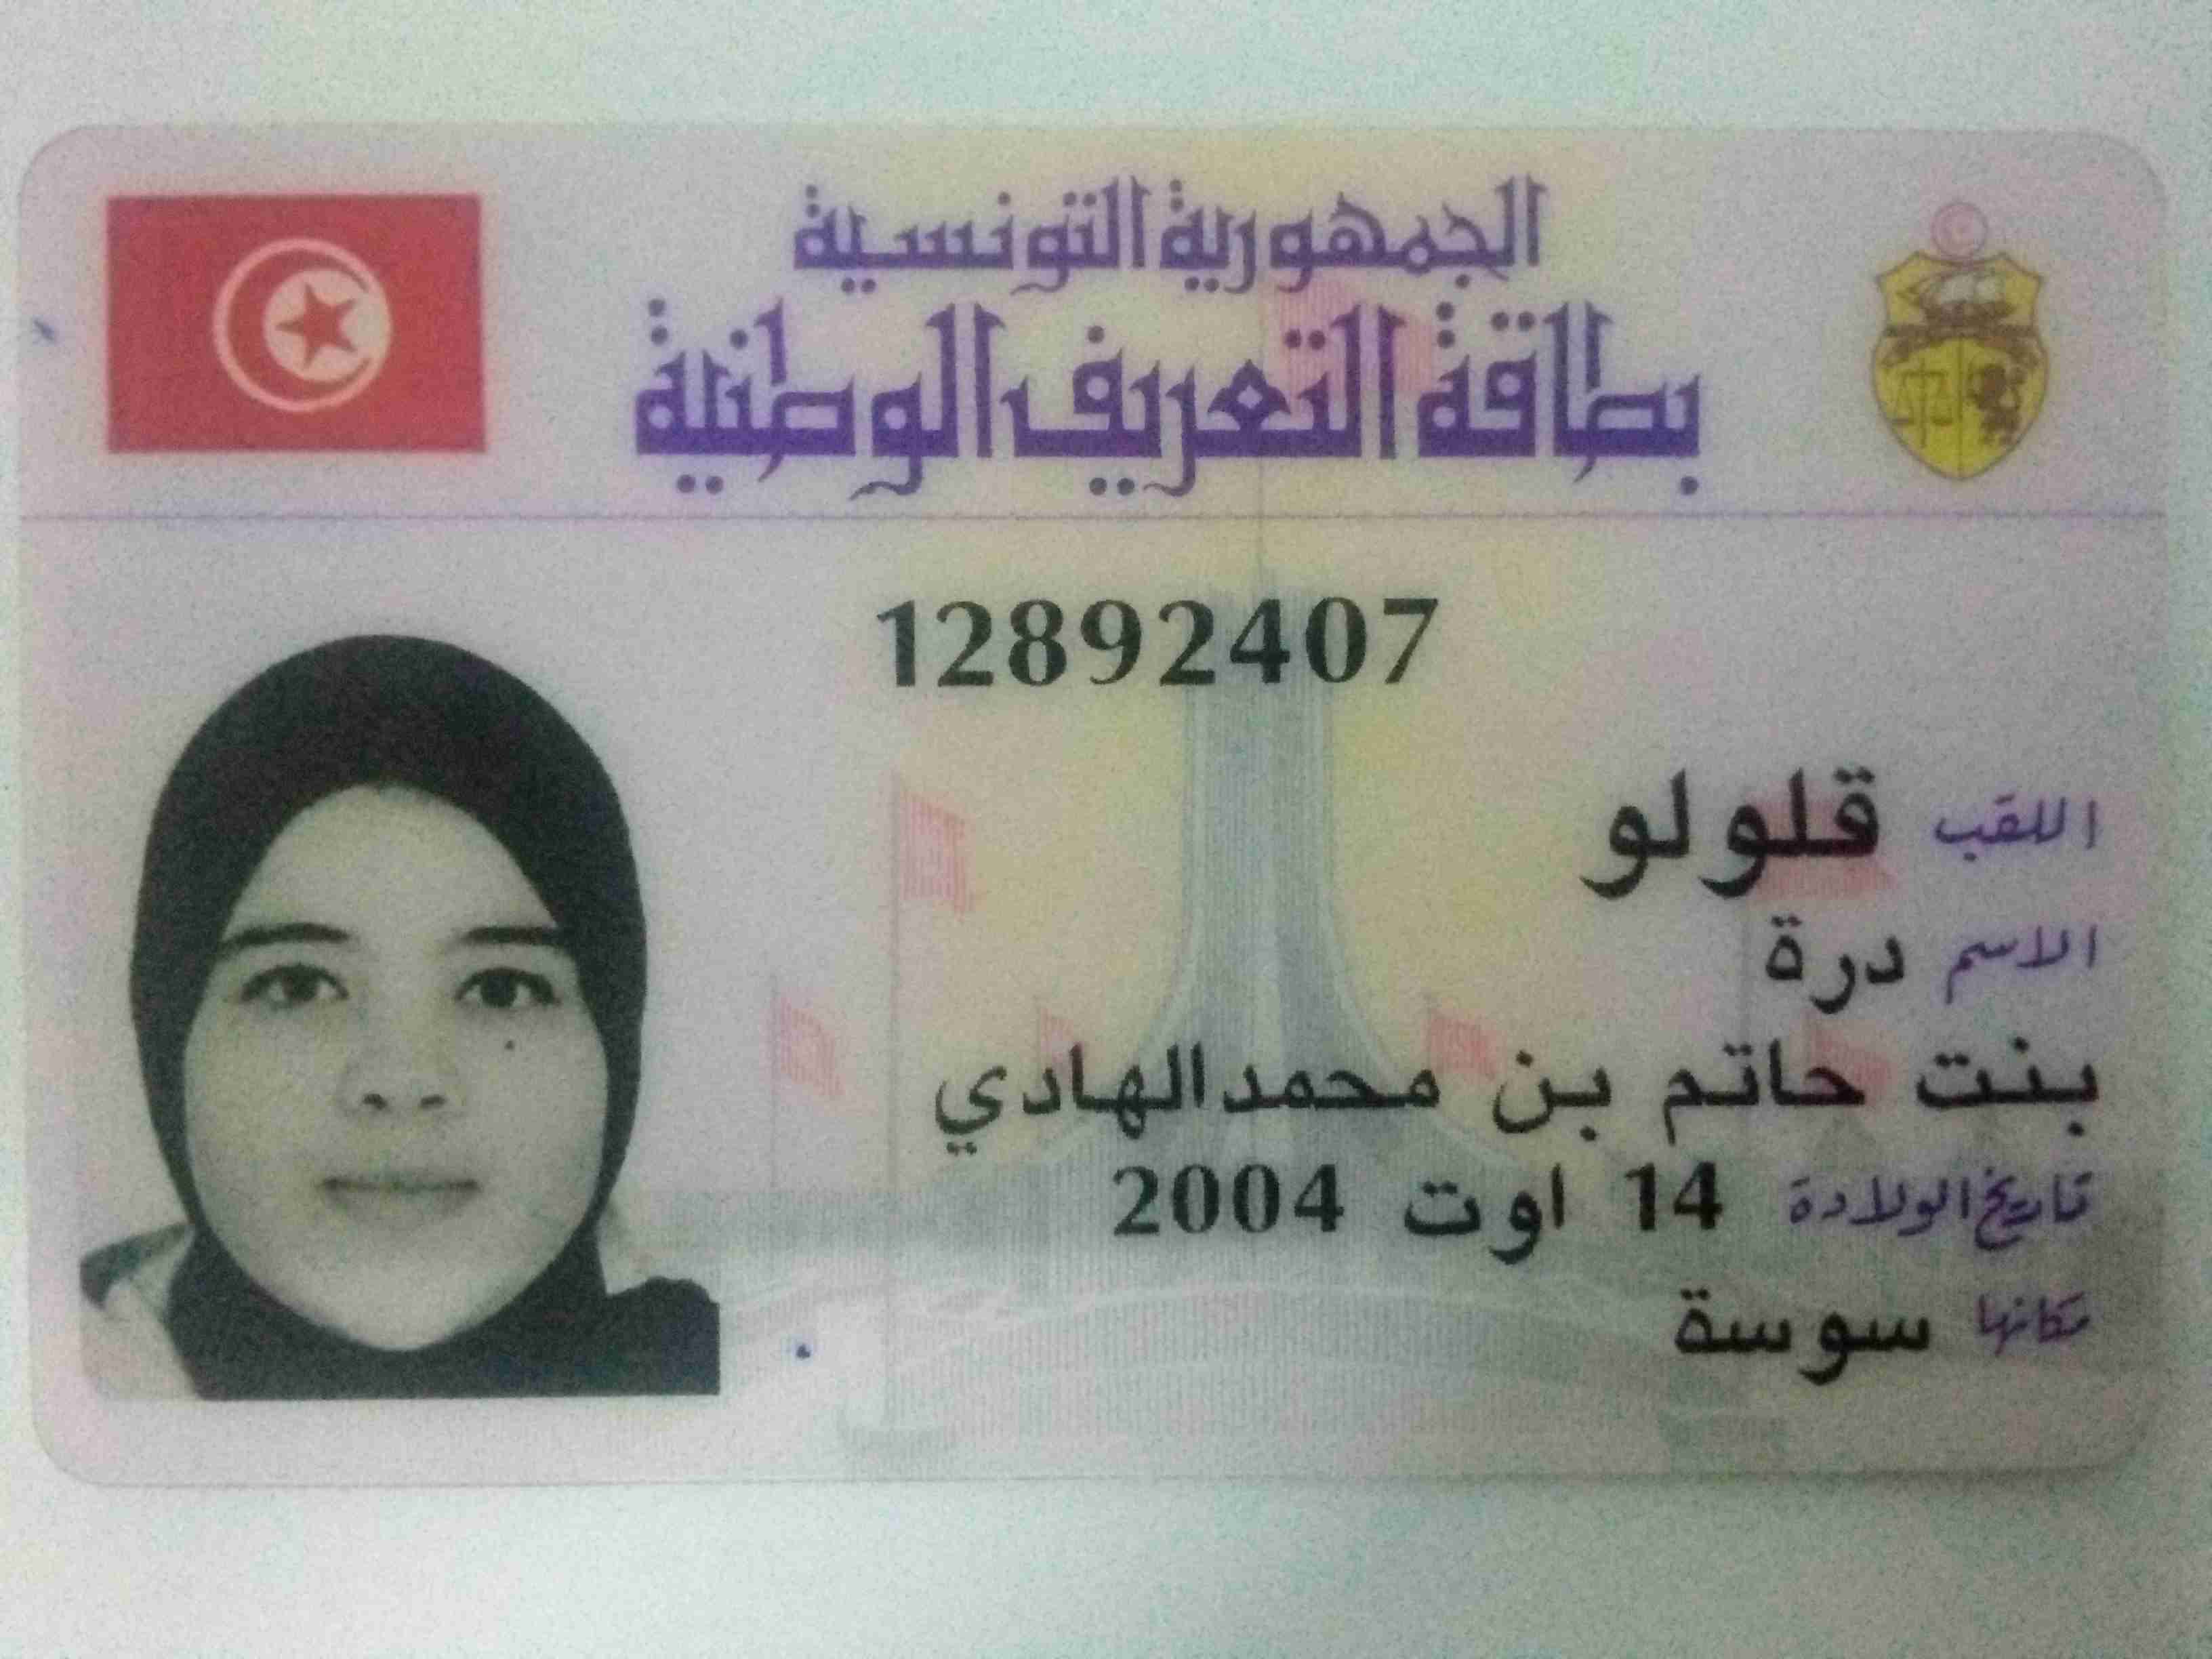 الجمهورية التونسية
بطاقة التعريف الوطنية
12892407
اللقب قلولو
الاسم درة
بنت حاتم بن محمدالهادي
تاريخ الولادة 14 اوت 2004
مكانها سوسة